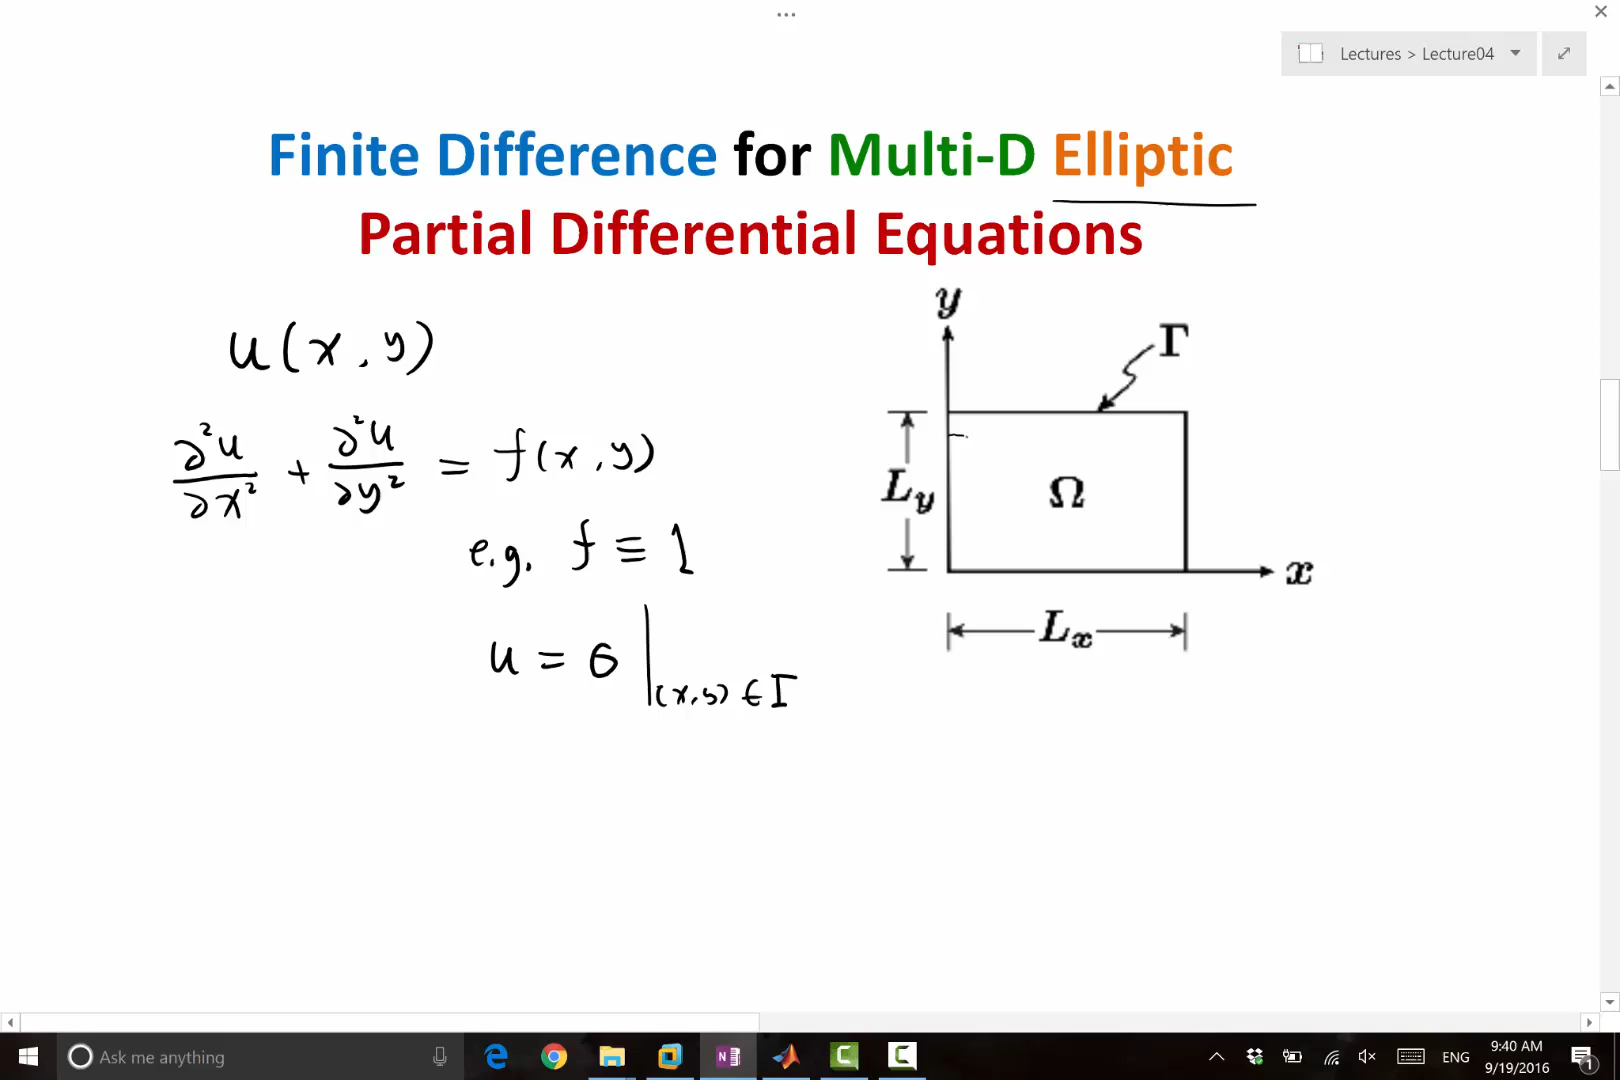 ...
Lectures > Lecture04
Finite Difference for Multi-D Elliptic
Partial Differential Equations
u(x,y)
∂²u/∂x² + ∂²u/∂y² = f(x,y)
e.g. f ≡ 1
u = 0 |(x,y) ∈ Γ
y
Γ
Ly
Ω
x
Lx
Ask me anything
ENG
9:40 AM
9/19/2016
1